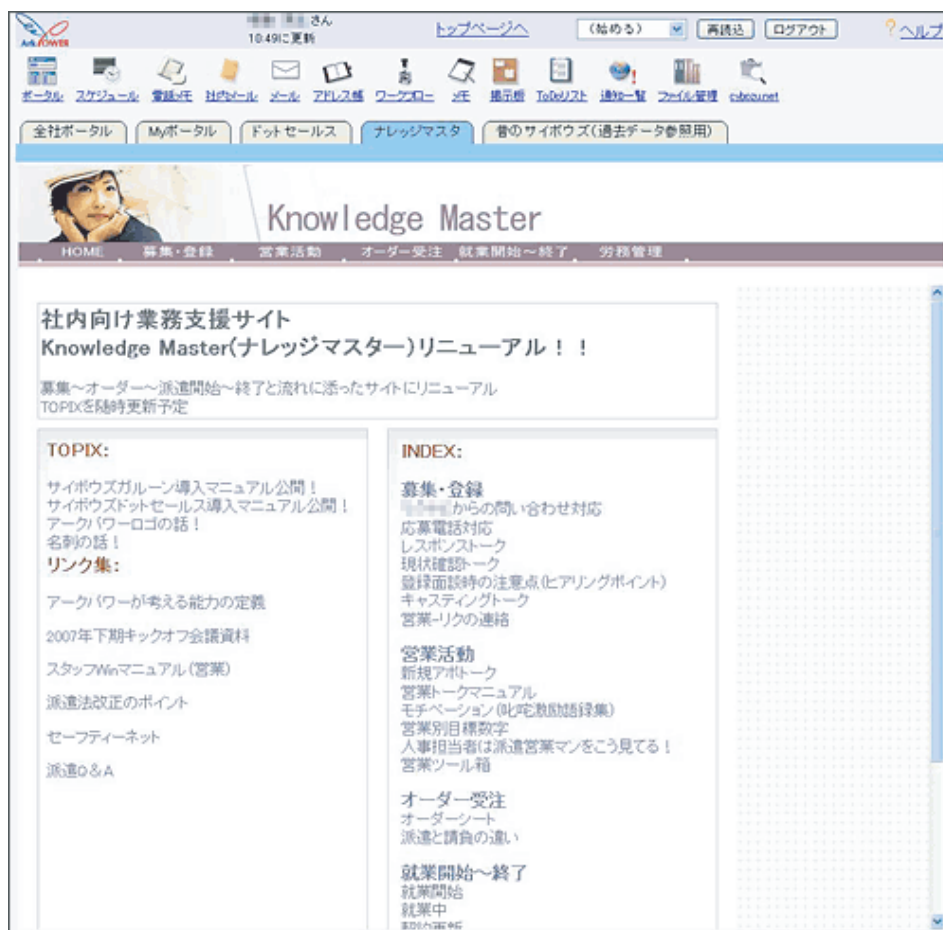 ArkPOWER
さん
10:49に更新
トップページへ
(始める)
再読込
ログアウト
?ヘルプ
ポータル
スケジュール
電話メモ
社内メール
メール
アドレス帳
ワークフロー
メモ
掲示板
ToDoリスト
通知一覧
ファイル管理
cybozu.net
全社ポータル
Myポータル
ドットセールス
ナレッジマスタ
昔のサイボウズ(過去データ参照用)
Knowledge Master
HOME
募集・登録
営業活動
オーダー受注
就業開始～終了
労務管理
社内向け業務支援サイト
Knowledge Master(ナレッジマスター)リニューアル！！
募集～オーダー～派遣開始～終了と流れに添ったサイトにリニューアル
TOPIXを随時更新予定
TOPIX:
サイボウズガルーン導入マニュアル公開！
サイボウズドットセールス導入マニュアル公開！
アークパワーロゴの話！
名刺の話！
リンク集:
アークパワーが考える能力の定義
2007年下期キックオフ会議資料
スタッフWinマニュアル(営業)
派遣法改正のポイント
セーフティーネット
派遣Q＆A
INDEX:
募集・登録
からの問い合わせ対応
応募電話対応
レスポンストーク
現状確認トーク
登録面談時の注意点(ヒアリングポイント)
キャスティングトーク
営業-リクの連絡
営業活動
新規アポトーク
営業トークマニュアル
モチベーション(叱咤激励語録集)
営業別目標数字
人事担当者は派遣営業マンをこう見てる！
営業ツール箱
オーダー受注
オーダーシート
派遣と請負の違い
就業開始～終了
就業開始
就業中
契約更新